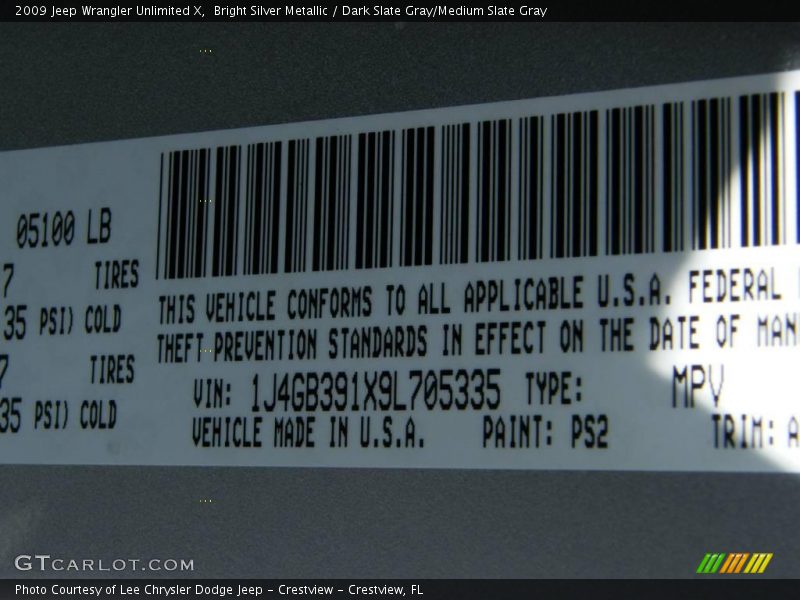 2009 Jeep Wrangler Unlimited X,  Bright Silver Metallic / Dark Slate Gray/Medium Slate Gray
05100 LB
7 TIRES
35 PSI) COLD
7 TIRES
35 PSI) COLD
THIS VEHICLE CONFORMS TO ALL APPLICABLE U.S.A. FEDERAL
THEFT PREVENTION STANDARDS IN EFFECT ON THE DATE OF MAN
VIN: 1J4GB391X9L705335 TYPE: MPV
VEHICLE MADE IN U.S.A. PAINT: PS2 TRIM: A
GTCARLOT.COM
Photo Courtesy of Lee Chrysler Dodge Jeep - Crestview - Crestview, FL